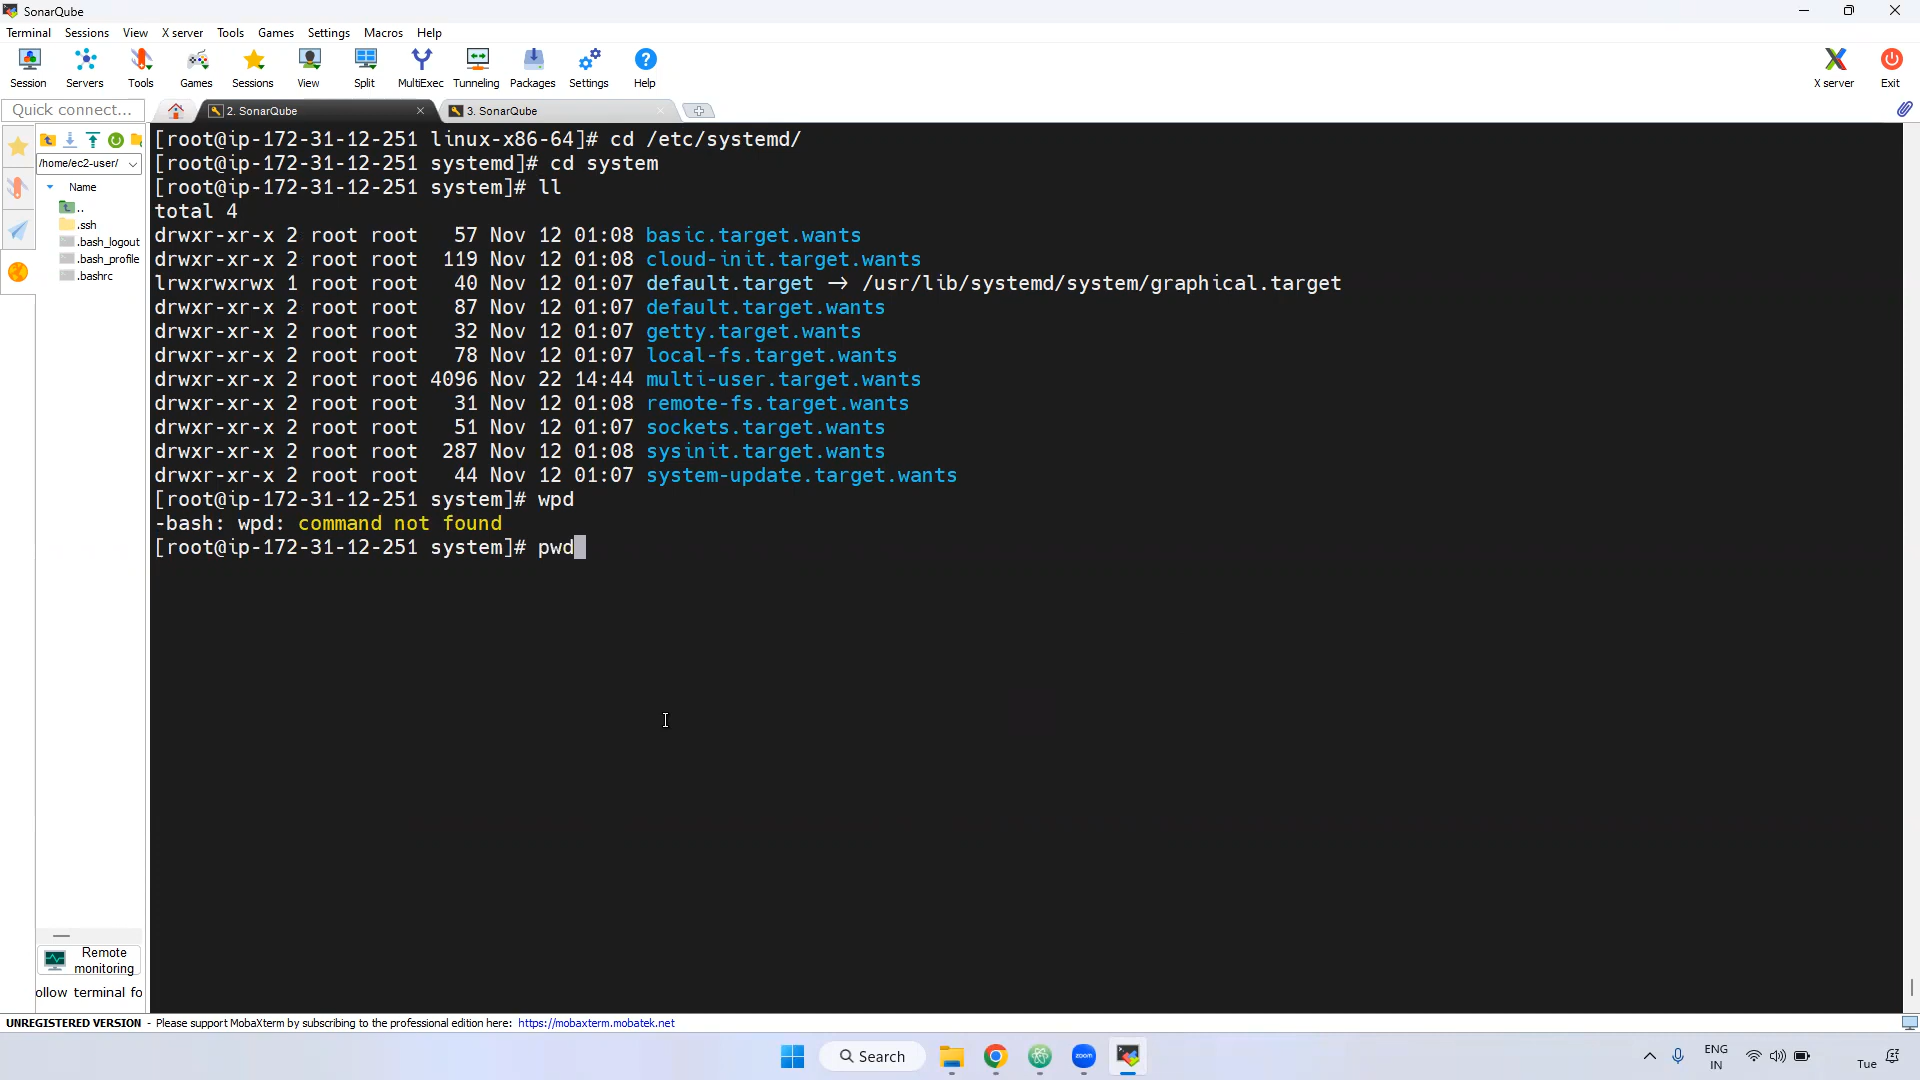 SonarQube
Terminal Sessions View X server Tools Games Settings Macros Help
Session Servers Tools Games Sessions View Split MultiExec Tunneling Packages Settings Help X server Exit
Quick connect... 2. SonarQube 3. SonarQube
/home/ec2-user/
Name
..
.ssh
.bash_logout
.bash_profile
.bashrc
[root@ip-172-31-12-251 linux-x86-64]# cd /etc/systemd/
[root@ip-172-31-12-251 systemd]# cd system
[root@ip-172-31-12-251 system]# ll
total 4
drwxr-xr-x 2 root root 57 Nov 12 01:08 basic.target.wants
drwxr-xr-x 2 root root 119 Nov 12 01:08 cloud-init.target.wants
lrwxrwxrwx 1 root root 40 Nov 12 01:07 default.target -> /usr/lib/systemd/system/graphical.target
drwxr-xr-x 2 root root 87 Nov 12 01:07 default.target.wants
drwxr-xr-x 2 root root 32 Nov 12 01:07 getty.target.wants
drwxr-xr-x 2 root root 78 Nov 12 01:07 local-fs.target.wants
drwxr-xr-x 2 root root 4096 Nov 22 14:44 multi-user.target.wants
drwxr-xr-x 2 root root 31 Nov 12 01:08 remote-fs.target.wants
drwxr-xr-x 2 root root 51 Nov 12 01:07 sockets.target.wants
drwxr-xr-x 2 root root 287 Nov 12 01:08 sysinit.target.wants
drwxr-xr-x 2 root root 44 Nov 12 01:07 system-update.target.wants
[root@ip-172-31-12-251 system]# wpd
-bash: wpd: command not found
[root@ip-172-31-12-251 system]# pwd
Remote
monitoring
ollow terminal fo
UNREGISTERED VERSION - Please support MobaXterm by subscribing to the professional edition here: https://mobaxterm.mobatek.net
Search
zoom
ENG
IN
Tue